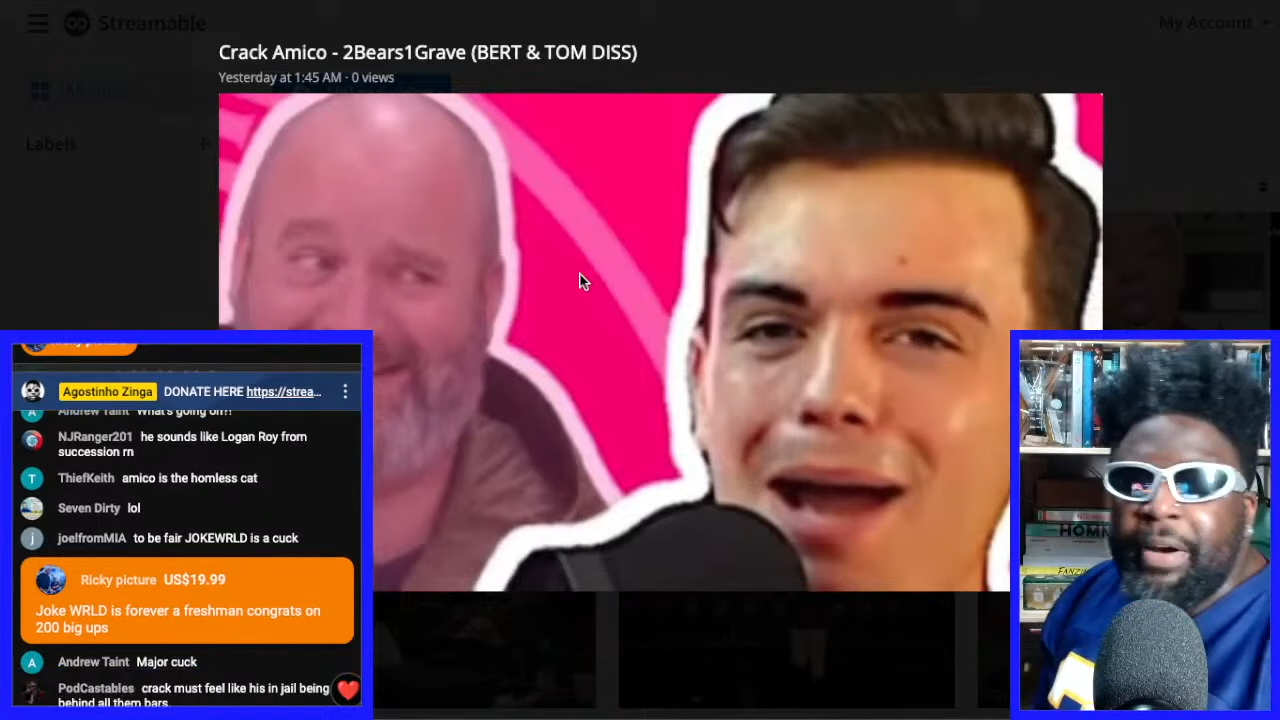 Streamable
My Account
Crack Amico - 2Bears1Grave (BERT & TOM DISS)
Yesterday at 1:45 AM · 0 views
Labels
Agostinho Zinga DONATE HERE https://strea...
Andrew Taint What's going on?!
NJRanger201 he sounds like Logan Roy from
succession rn
ThiefKeith amico is the homless cat
Seven Dirty lol
joelfromMIA to be fair JOKEWRLD is a cuck
Ricky picture US$19.99
Joke WRLD is forever a freshman congrats on
200 big ups
Andrew Taint Major cuck
PodCastables crack must feel like his in jail being
behind all them bars.